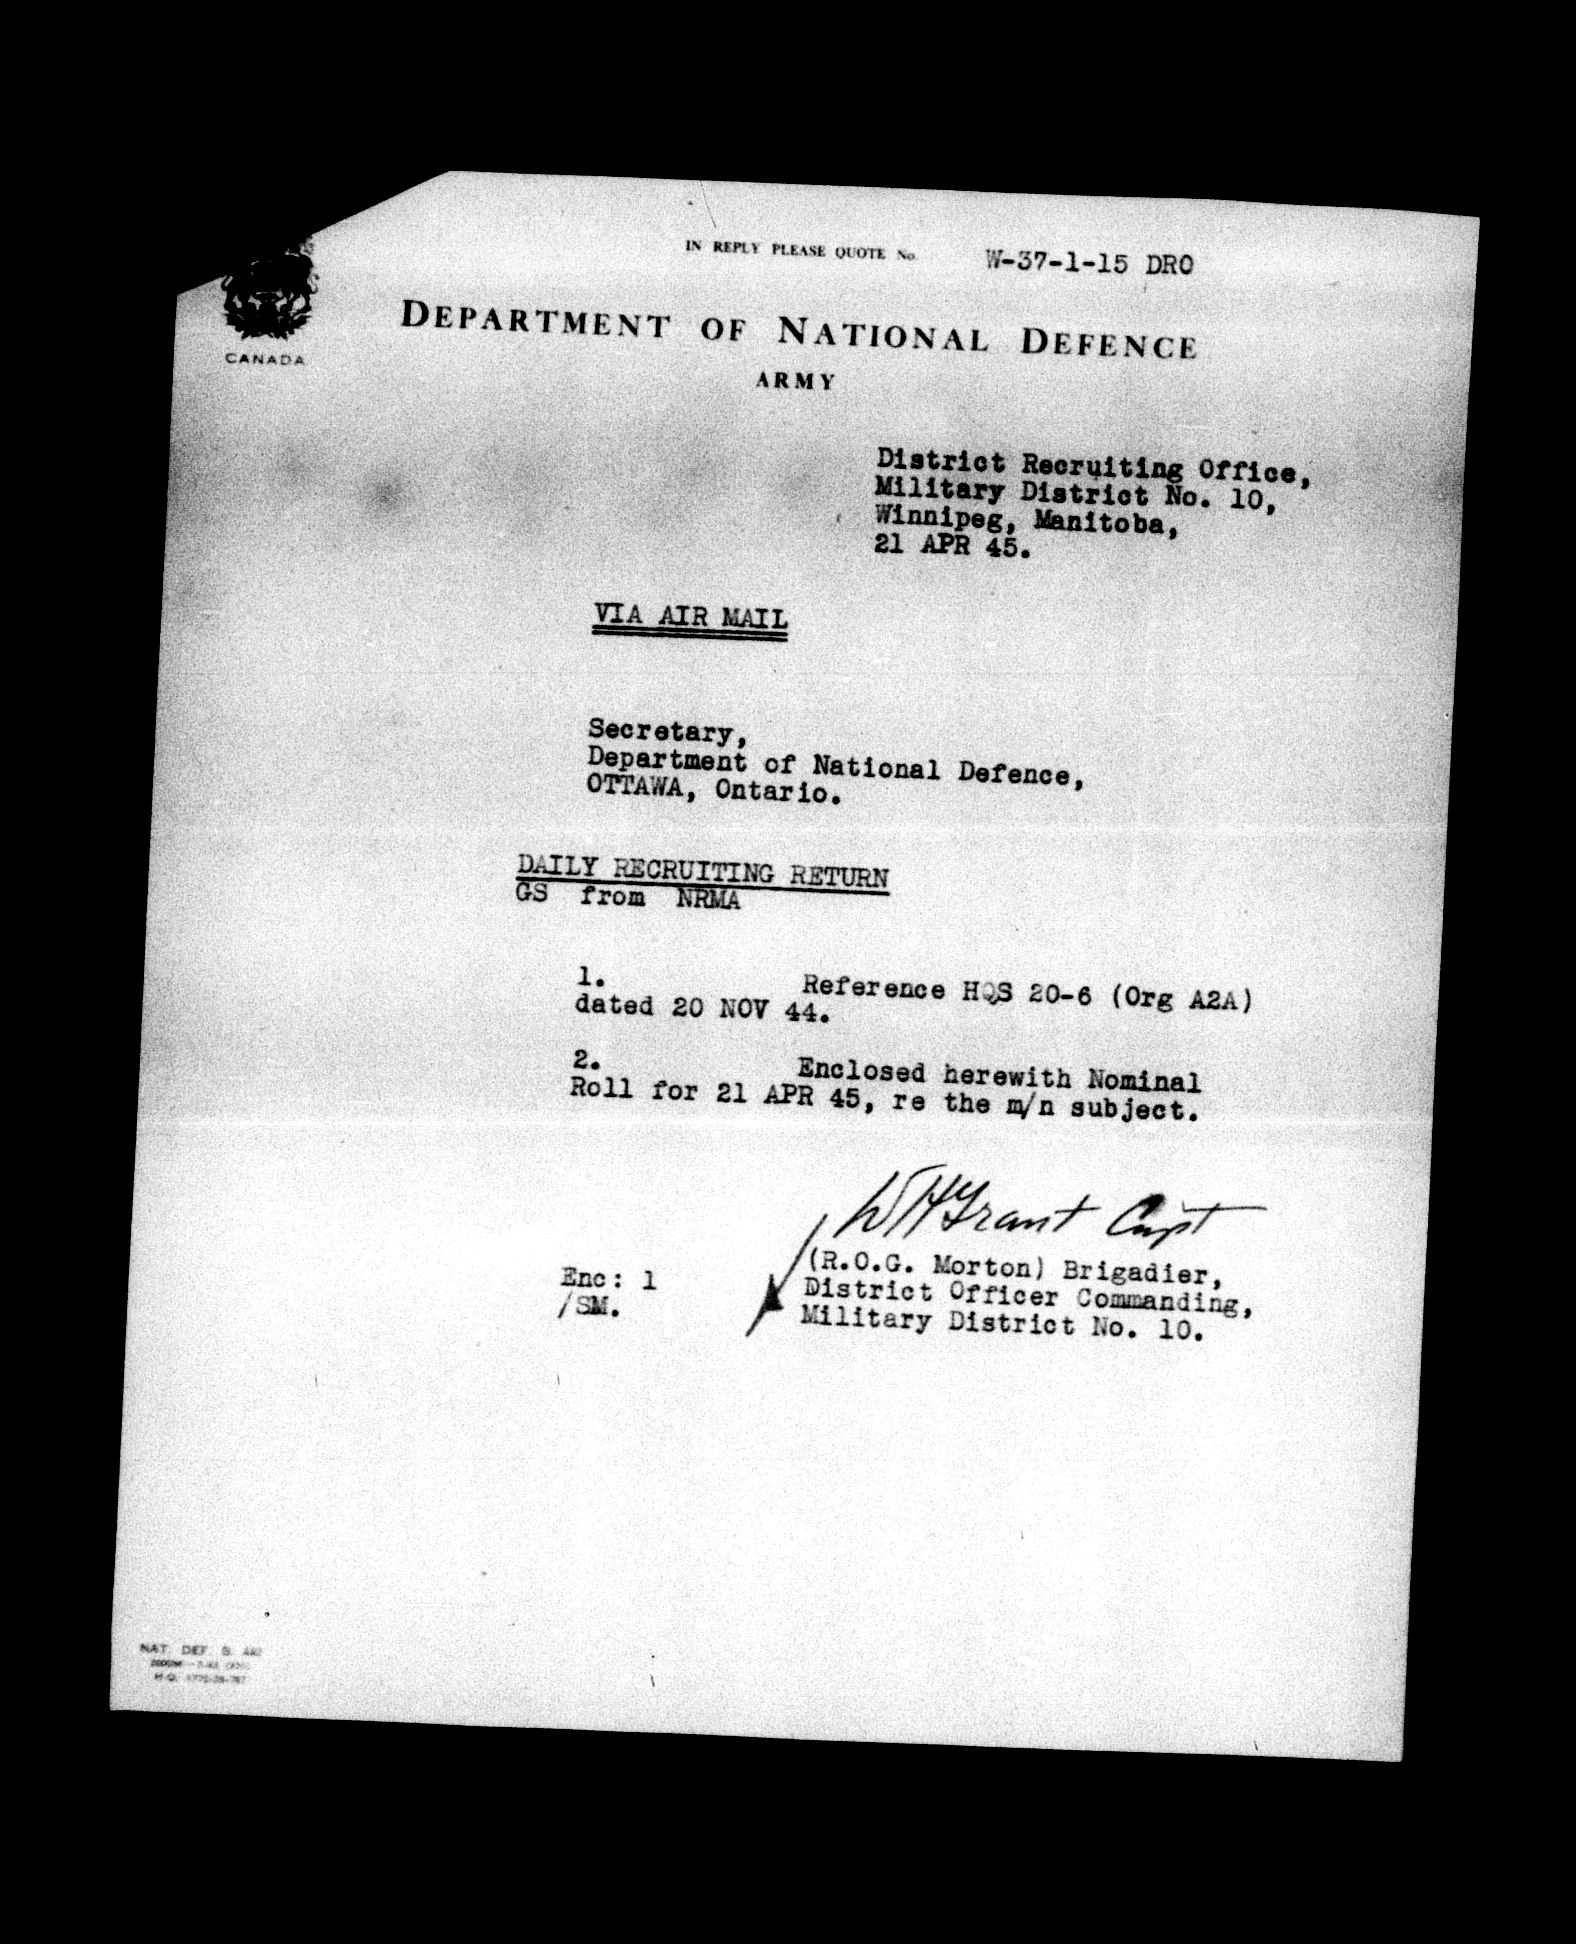 IN REPLY PLEASE QUOTE No. W-37-1-15 DRO
CANADA
DEPARTMENT OF NATIONAL DEFENCE
ARMY
District Recruiting Office,
Military District No. 10,
Winnipeg, Manitoba,
21 APR 45.
VIA AIR MAIL
Secretary,
Department of National Defence,
OTTAWA, Ontario.
DAILY RECRUITING RETURN
GS from NRMA
1. Reference HQS 20-6 (Org A2A)
dated 20 NOV 44.
2. Enclosed herewith Nominal
Roll for 21 APR 45, re the m/n subject.
W H Grant Capt
(R.O.G. Morton) Brigadier,
District Officer Commanding,
Military District No. 10.
Enc: 1
/SM.
NAT. DEF. B.
H.Q.